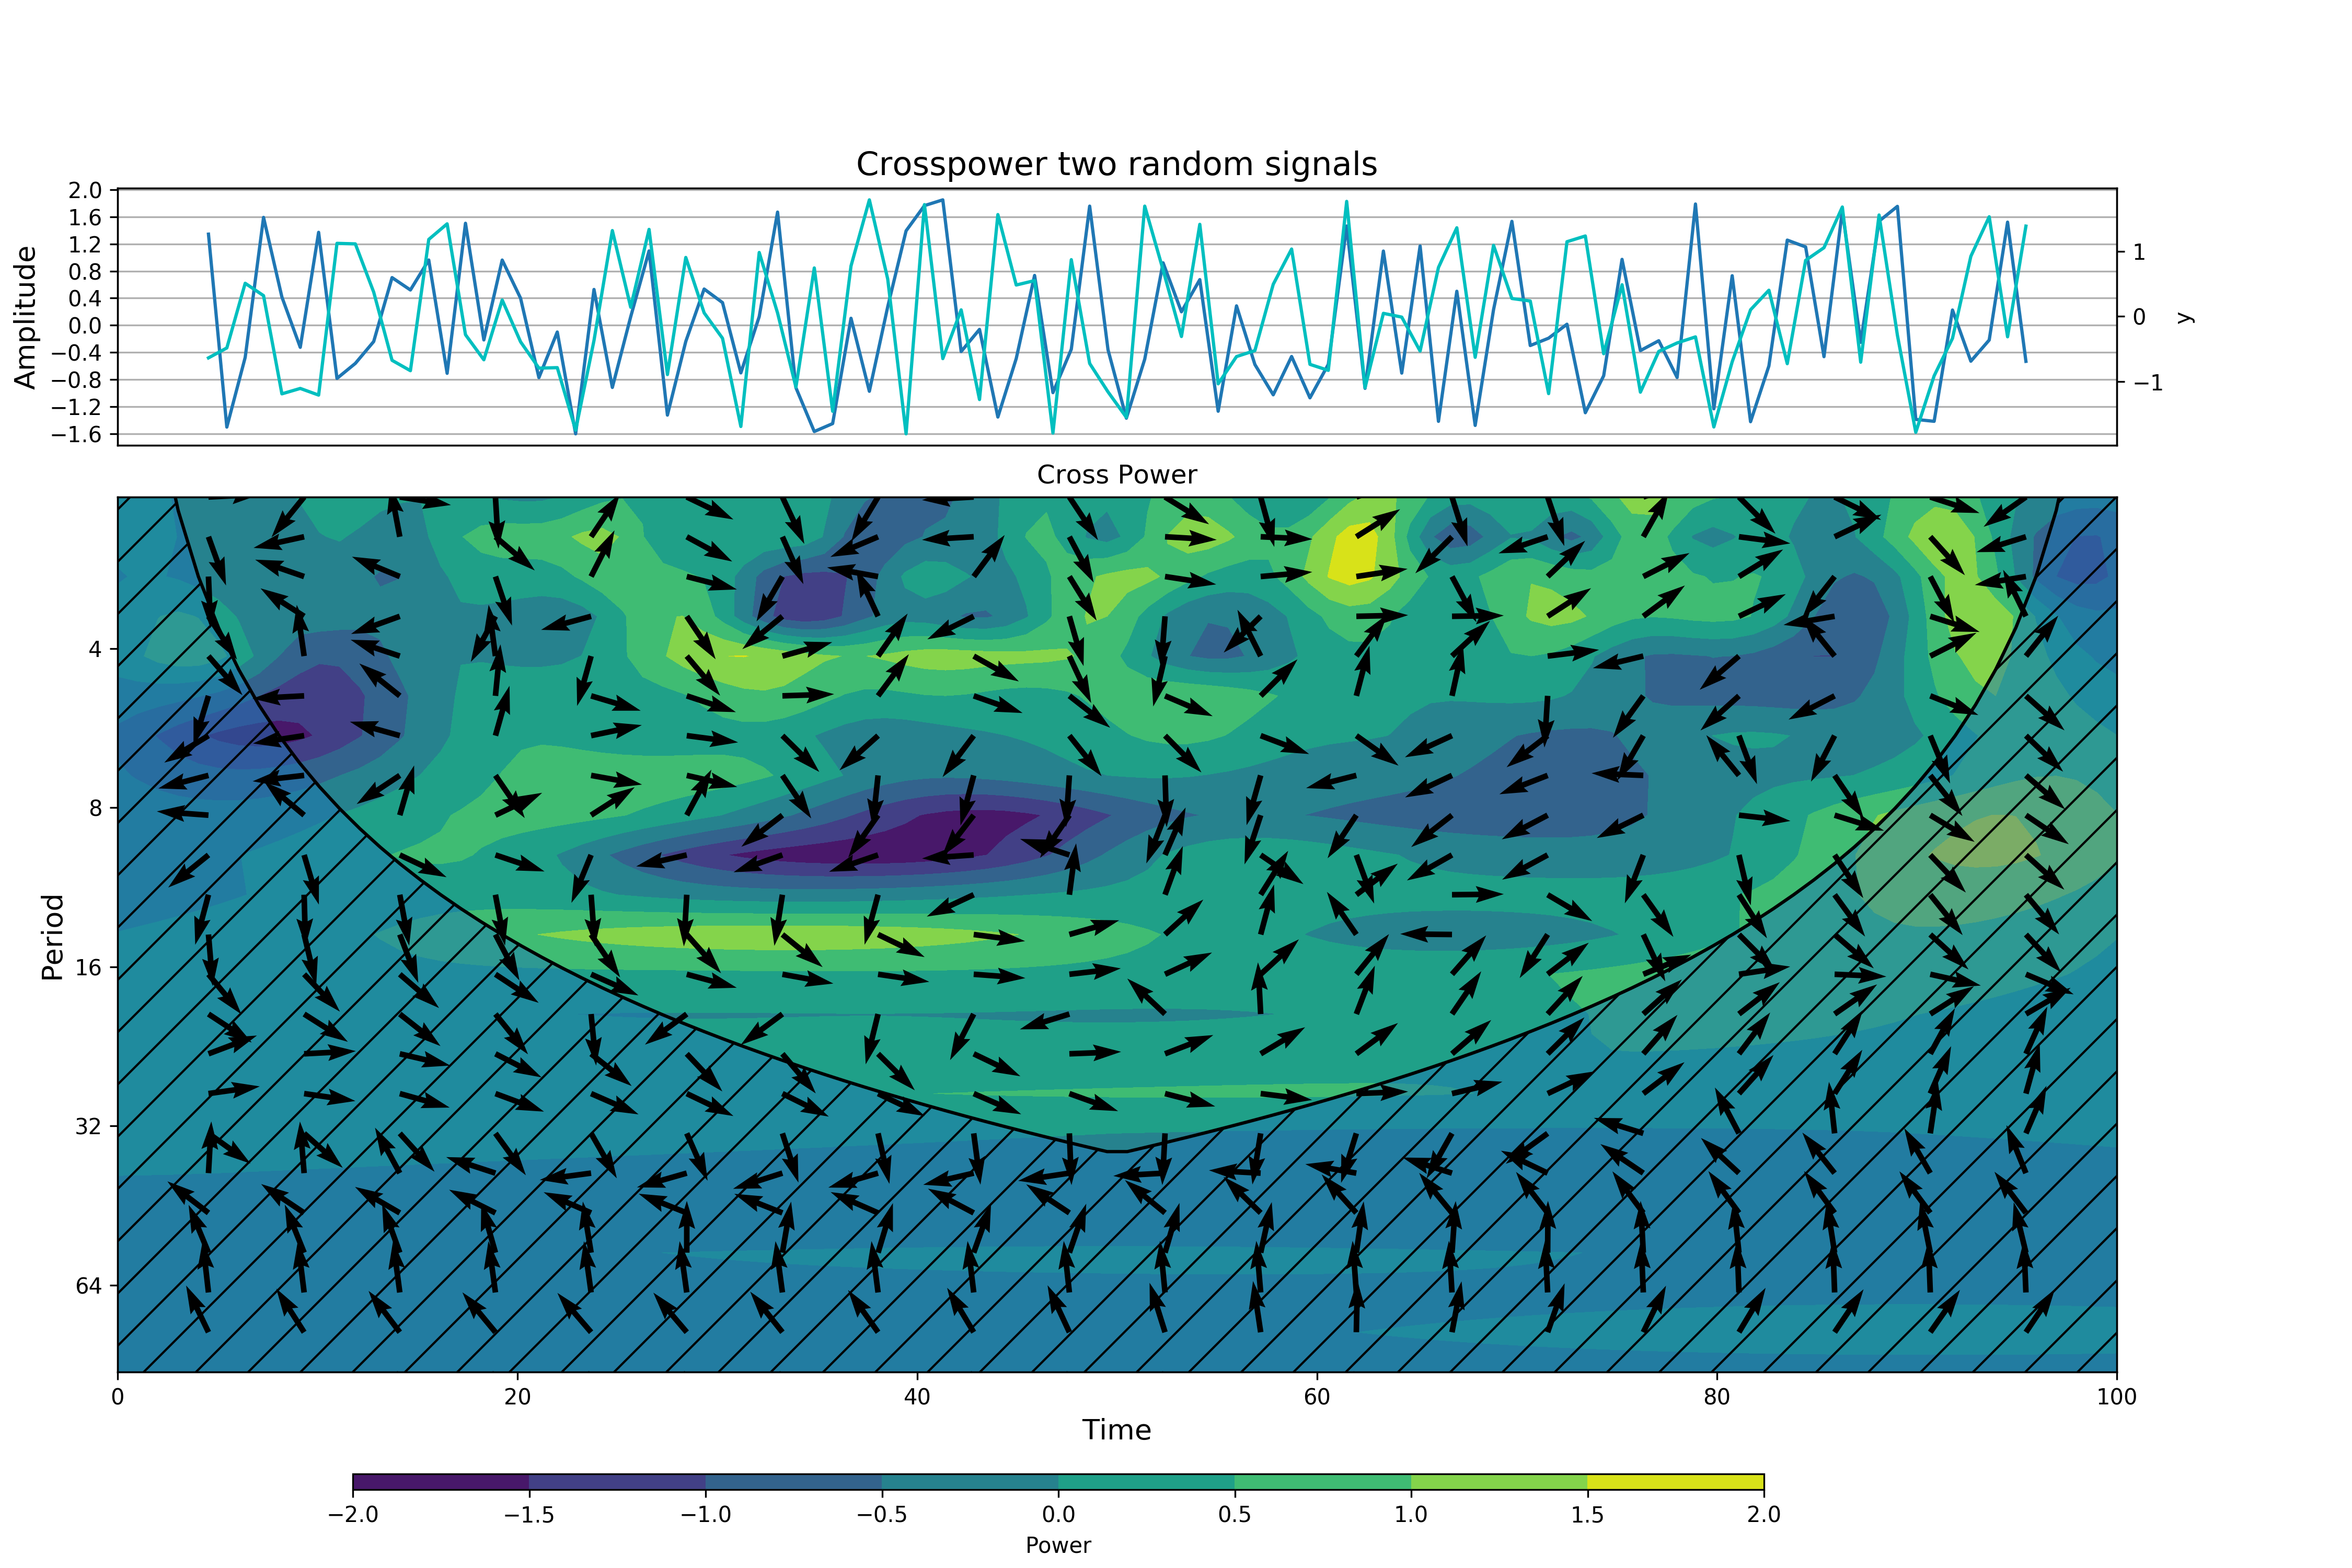 Crosspower two random signals
Amplitude
2.0
1.6
1.2
0.8
0.4
0.0
−0.4
−0.8
−1.2
−1.6
1
0
−1
y
Cross Power
Period
4
8
16
32
64
0 20 40 60 80 100
Time
−2.0 −1.5 −1.0 −0.5 0.0 0.5 1.0 1.5 2.0
Power